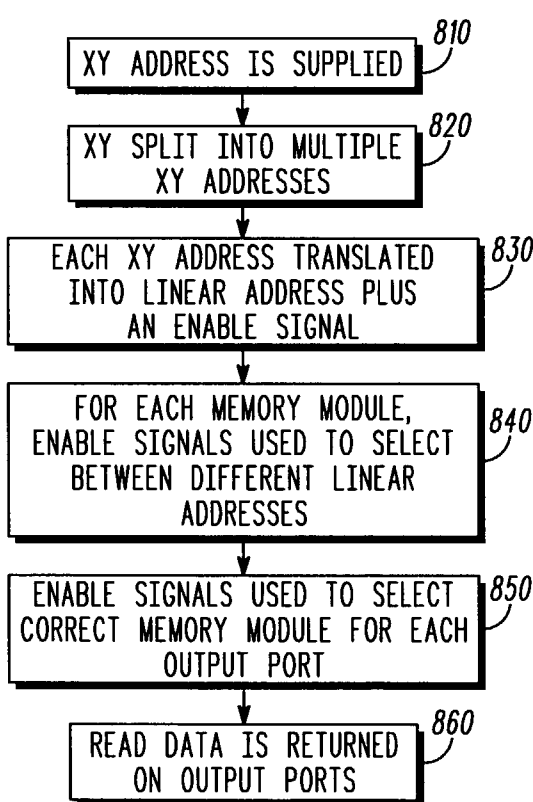 810
XY ADDRESS IS SUPPLIED
820
XY SPLIT INTO MULTIPLE
XY ADDRESSES
830
EACH XY ADDRESS TRANSLATED
INTO LINEAR ADDRESS PLUS
AN ENABLE SIGNAL
840
FOR EACH MEMORY MODULE,
ENABLE SIGNALS USED TO SELECT
BETWEEN DIFFERENT LINEAR
ADDRESSES
850
ENABLE SIGNALS USED TO SELECT
CORRECT MEMORY MODULE FOR EACH
OUTPUT PORT
860
READ DATA IS RETURNED
ON OUTPUT PORTS